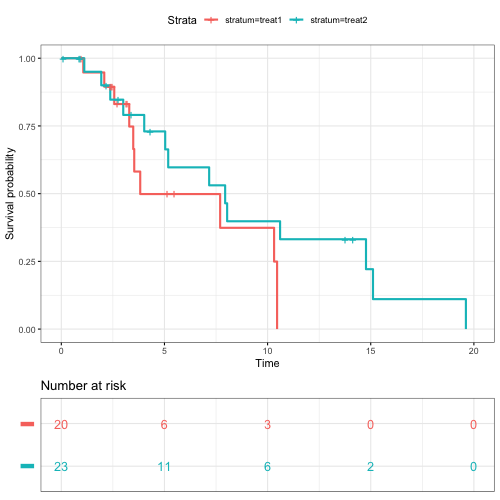 Strata stratum=treat1 stratum=treat2
Survival probability
1.00
0.75
0.50
0.25
0.00
0 5 10 15 20
Time
Number at risk
20 6 3 0 0
23 11 6 2 0